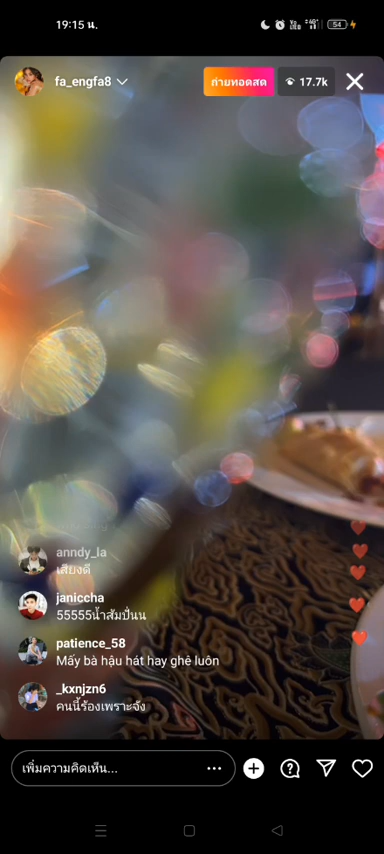 19:15 น.
Vo LTE 4G+ 54
fa_engfa8
ถ่ายทอดสด
17.7k
anndy_la
เสียงดี
janiccha
55555น้ำส้มปั่นน
patience_58
Mấy bà hậu hát hay ghê luôn
_kxnjzn6
คนนี้ร้องเพราะจัง
เพิ่มความคิดเห็น...